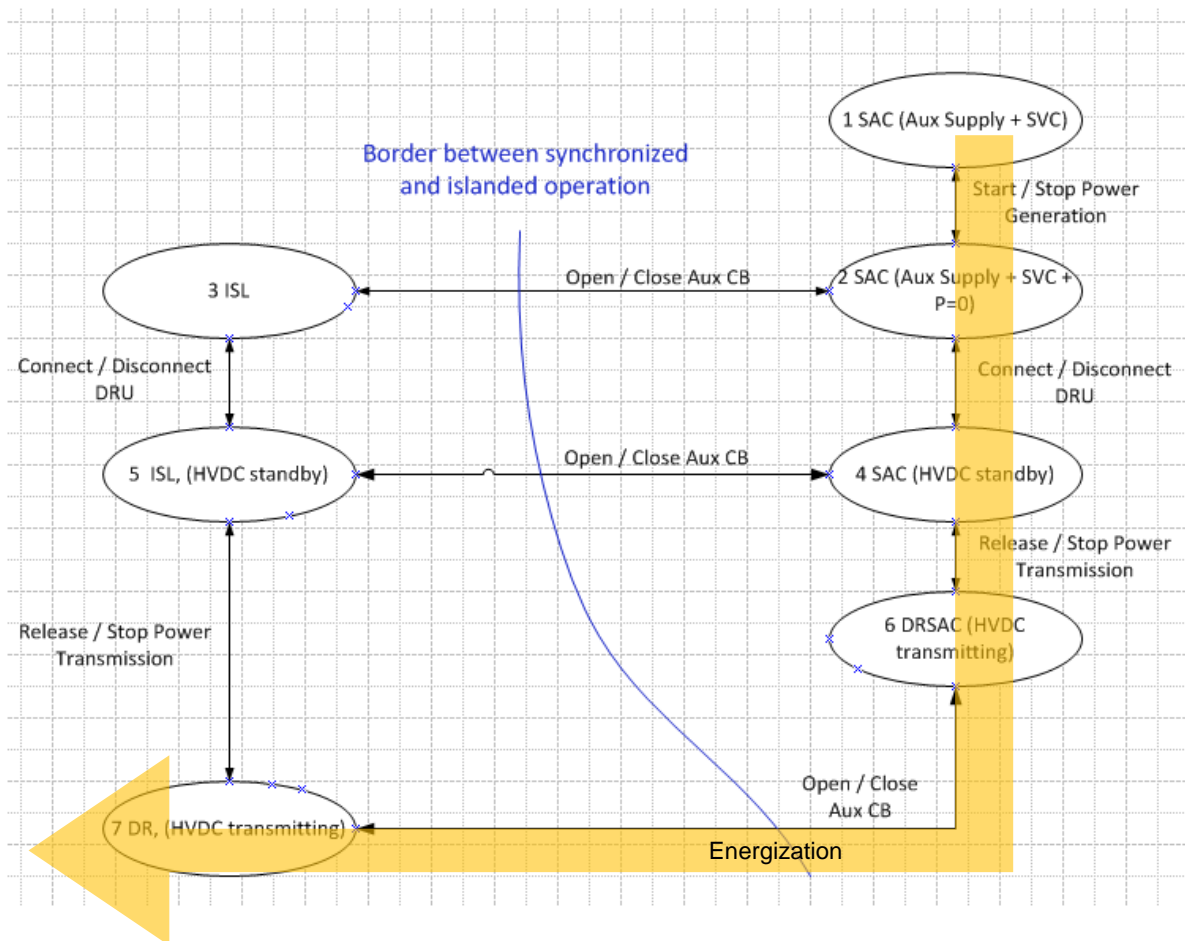 1 SAC (Aux Supply + SVC)
Border between synchronized
and islanded operation
Start / Stop Power
Generation
3 ISL
Open / Close Aux CB
2 SAC (Aux Supply + SVC +
P=0)
Connect / Disconnect
DRU
Connect / Disconnect
DRU
5 ISL, (HVDC standby)
Open / Close Aux CB
4 SAC (HVDC standby)
Release / Stop Power
Transmission
Release / Stop Power
Transmission
6 DRSAC (HVDC
transmitting)
Open / Close
Aux CB
7 DR, (HVDC transmitting)
Energization